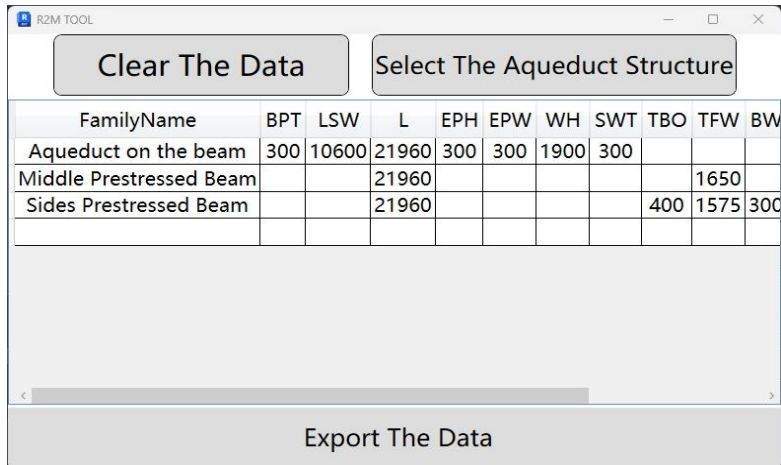 R2M TOOL
Clear The Data Select The Aqueduct Structure
FamilyName BPT LSW L EPH EPW WH SWT TBO TFW BW
Aqueduct on the beam 300 10600 21960 300 300 1900 300
Middle Prestressed Beam 21960 1650
Sides Prestressed Beam 21960 400 1575 300
Export The Data